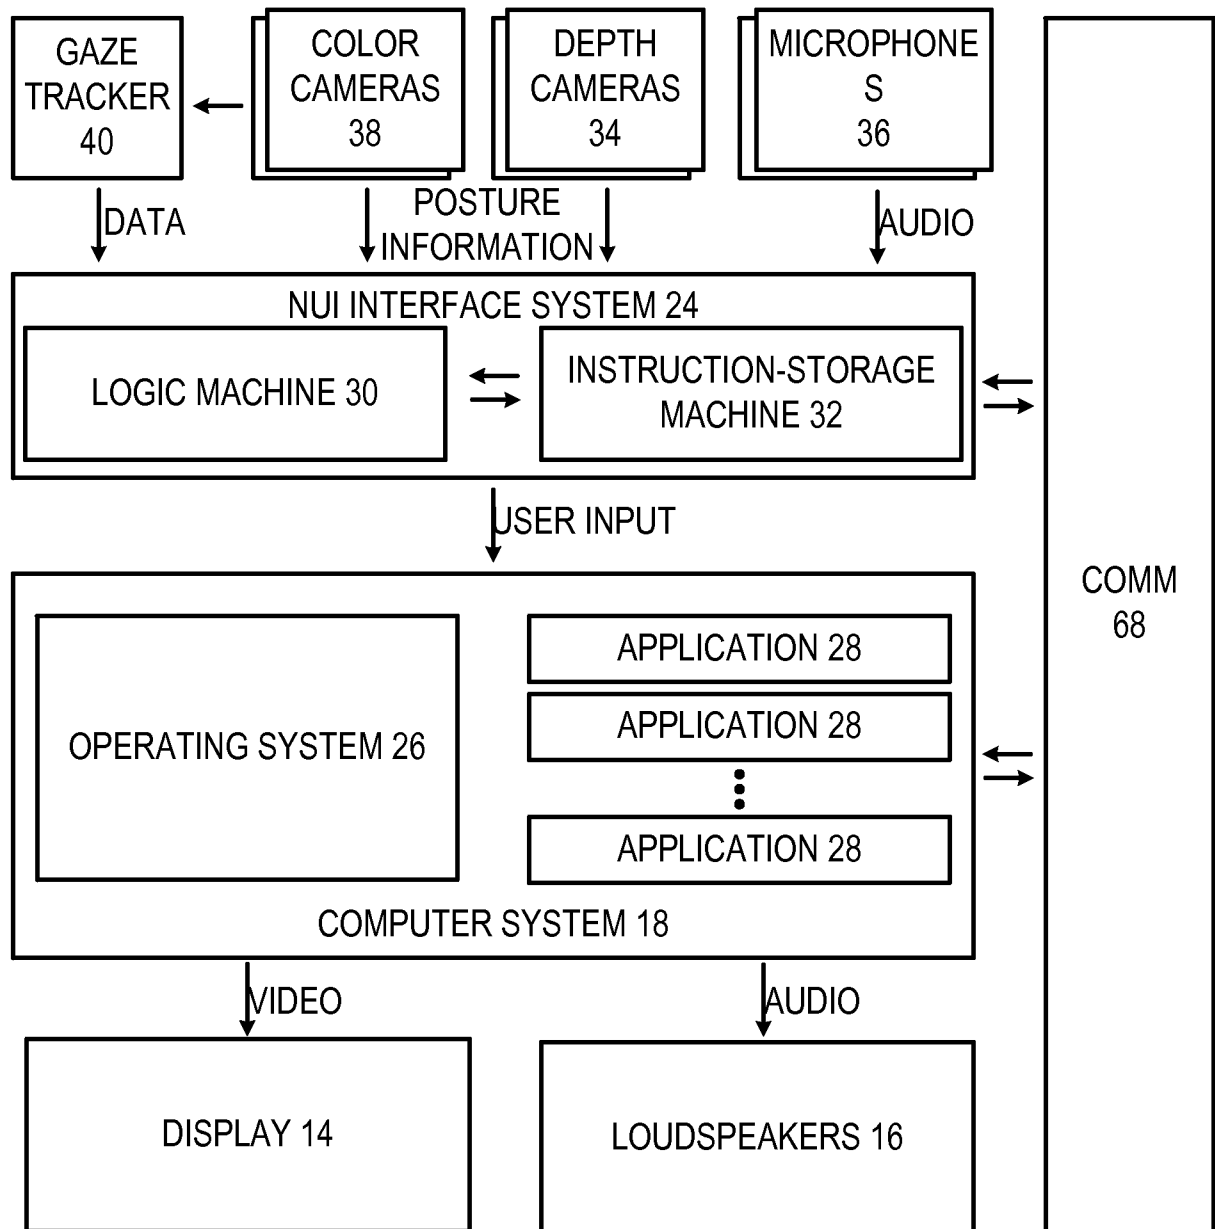 GAZE
TRACKER
40
COLOR
CAMERAS
38
DEPTH
CAMERAS
34
MICROPHONE
S
36
DATA
POSTURE
INFORMATION
AUDIO
NUI INTERFACE SYSTEM 24
LOGIC MACHINE 30
INSTRUCTION-STORAGE
MACHINE 32
USER INPUT
COMM
68
OPERATING SYSTEM 26
APPLICATION 28
APPLICATION 28
APPLICATION 28
COMPUTER SYSTEM 18
VIDEO
AUDIO
DISPLAY 14
LOUDSPEAKERS 16